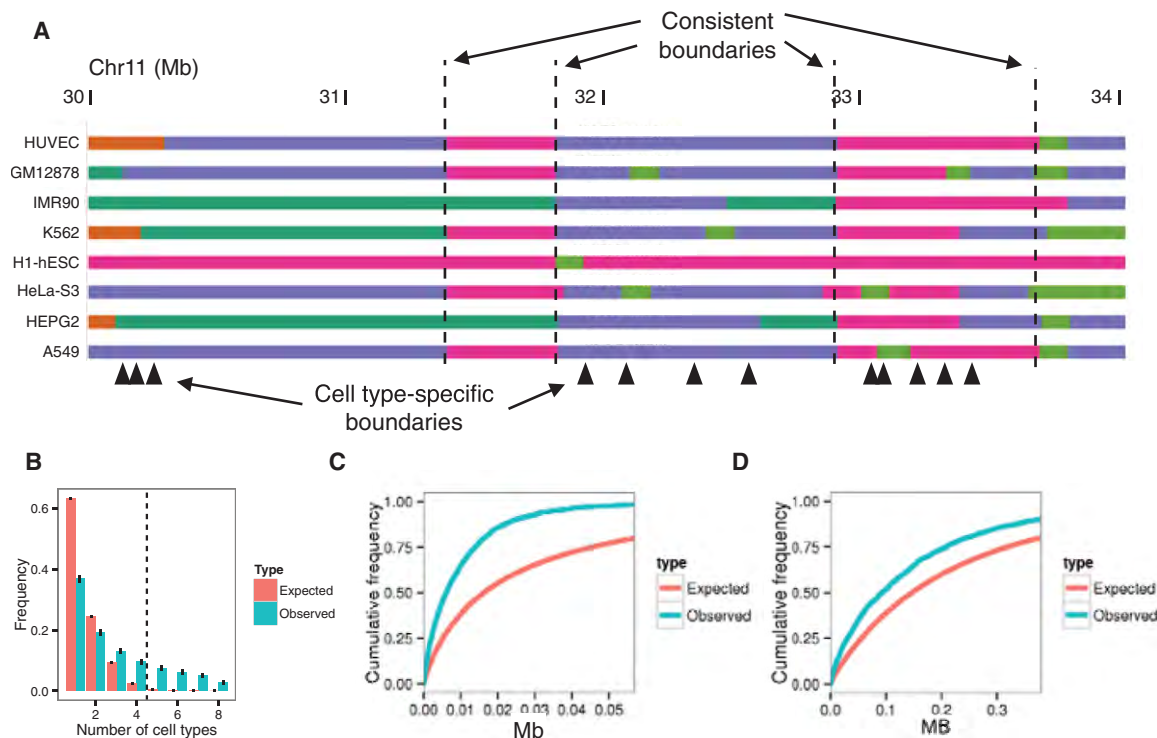 A
Consistent
boundaries
Chr11 (Mb)
30
31
32
33
34
HUVEC
GM12878
IMR90
K562
H1-hESC
HeLa-S3
HEPG2
A549
Cell type-specific
boundaries
B
Frequency
0.6
0.4
0.2
0.0
2
4
6
8
Number of cell types
Type
Expected
Observed
C
Cumulative frequency
1.00
0.75
0.50
0.25
0.00
0.00
0.01
0.02
0.03
0.04
0.05
Mb
type
Expected
Observed
D
Cumulative frequency
1.00
0.75
0.50
0.25
0.00
0.0
0.1
0.2
0.3
MB
type
Expected
Observed